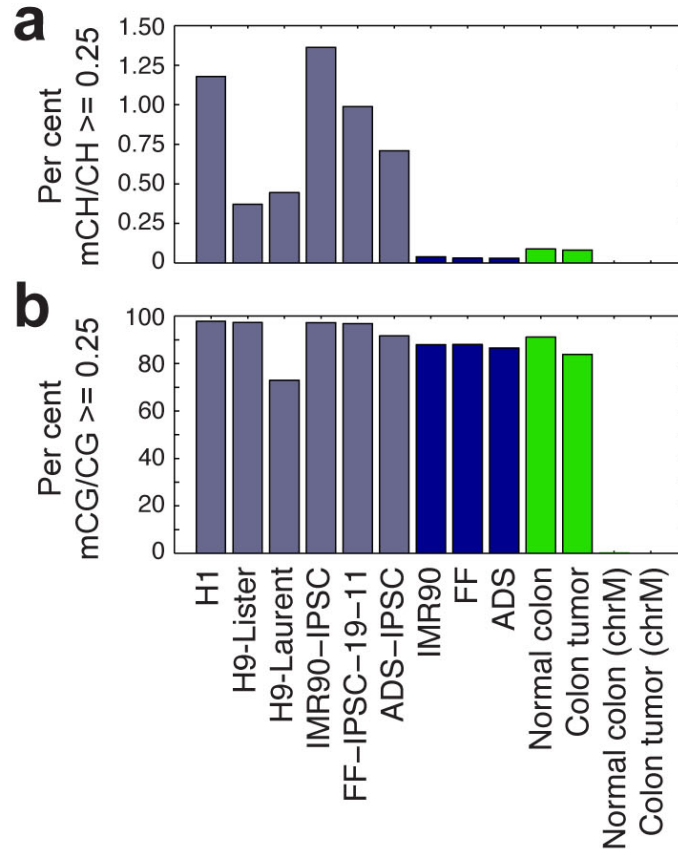 a
Per cent
mCH/CH >= 0.25
1.50
1.25
1.00
0.75
0.50
0.25
0
b
Per cent
mCG/CG >= 0.25
100
80
60
40
20
0
H1
H9-Lister
H9-Laurent
IMR90-IPSC
FF-IPSC-19-11
ADS-IPSC
IMR90
FF
ADS
Normal colon
Colon tumor
Normal colon (chrM)
Colon tumor (chrM)